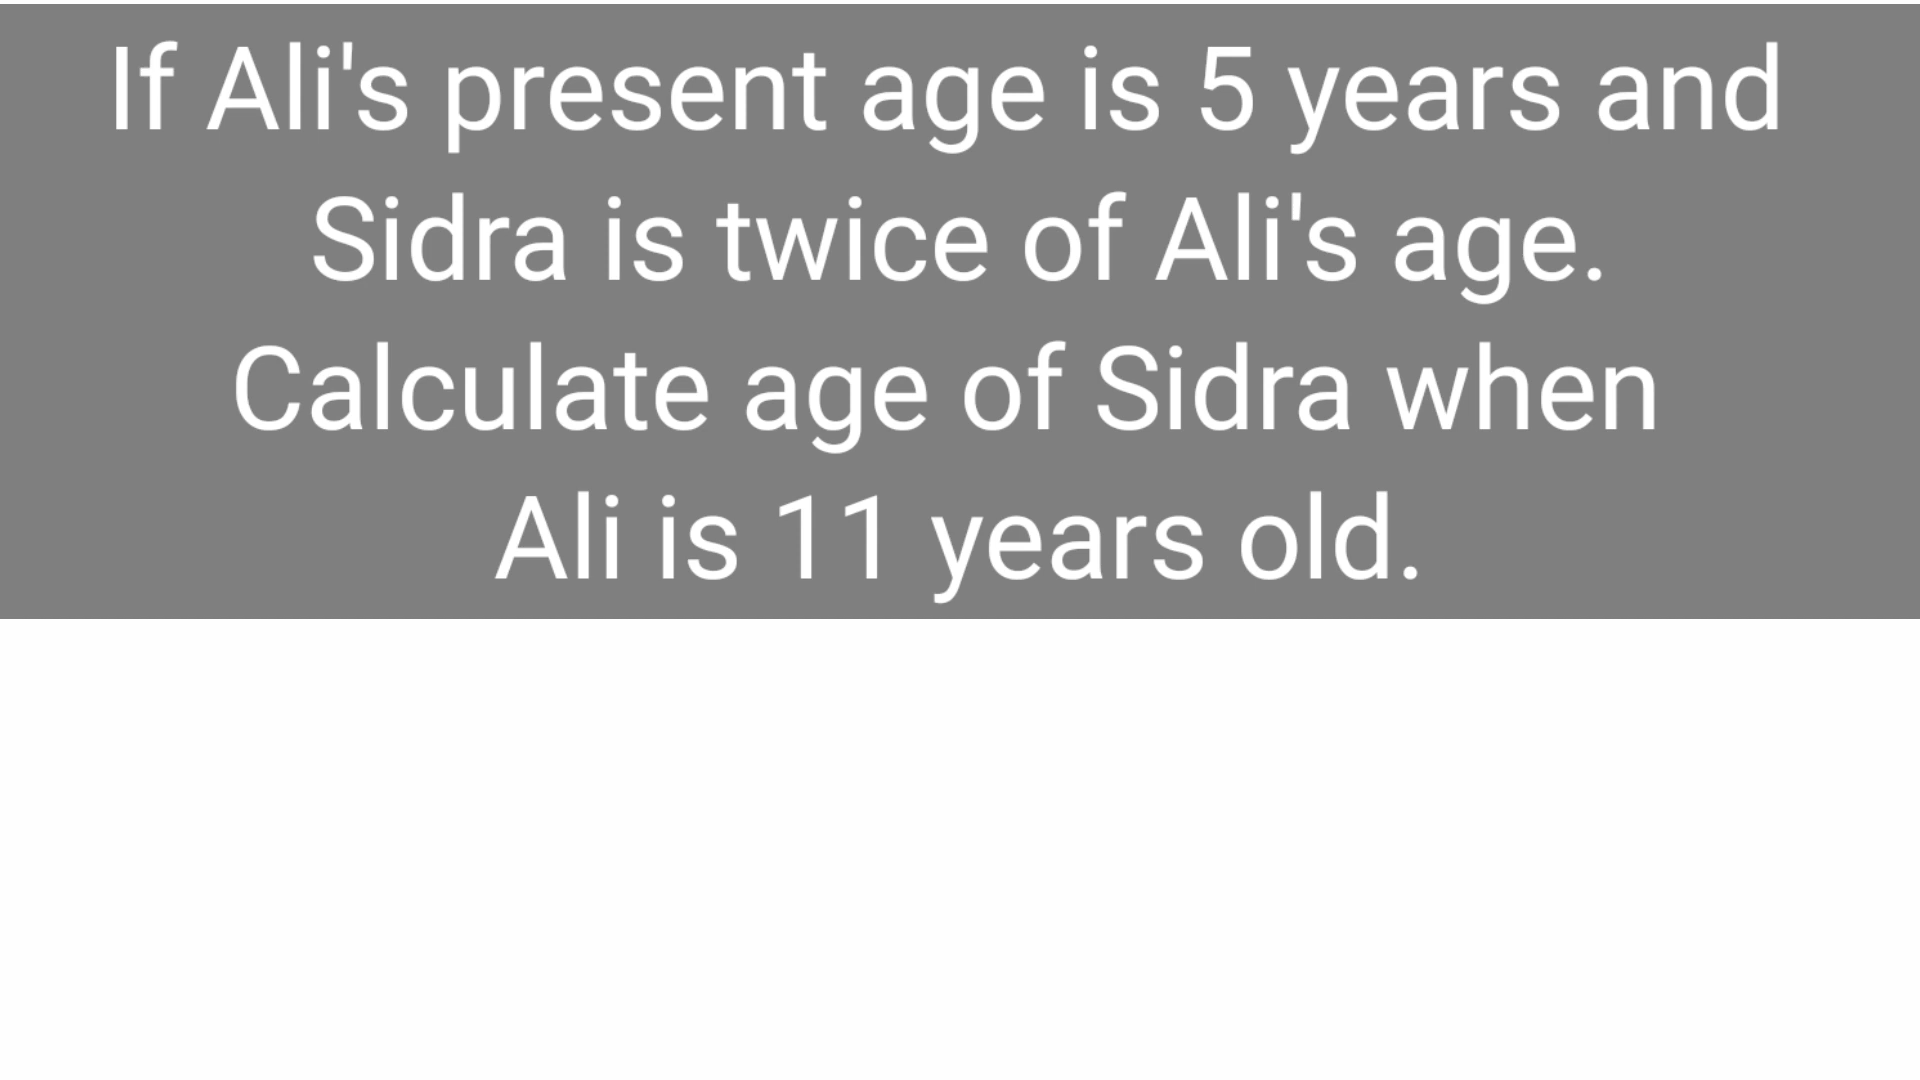 If Ali's present age is 5 years and
Sidra is twice of Ali's age.
Calculate age of Sidra when
Ali is 11 years old.